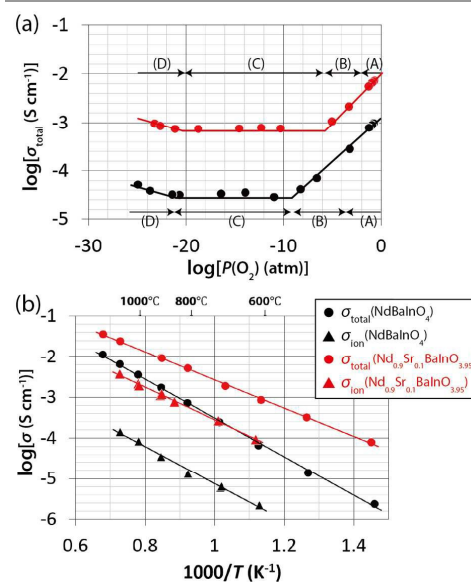 (a)
-1
-2
-3
-4
-5
log[σtotal (S cm⁻¹)]
(D) (C) (B) (A)
(D) (C) (B) (A)
-30 -20 -10 0
log[P(O₂) (atm)]
(b)
1000°C 800°C 600°C
-1
-2
-3
-4
-5
-6
log[σ (S cm⁻¹)]
σtotal(NdBaInO₄)
σion(NdBaInO₄)
σtotal(Nd₀.₉Sr₀.₁BaInO₃.₉₅)
σion(Nd₀.₉Sr₀.₁BaInO₃.₉₅)
0.6 0.8 1 1.2 1.4
1000/T (K⁻¹)